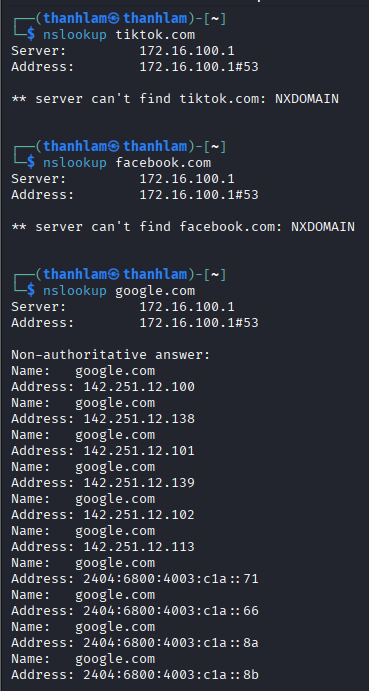 ┌──(thanhlam㉿thanhlam)-[~]
└─$ nslookup tiktok.com
Server:         172.16.100.1
Address:        172.16.100.1#53

** server can't find tiktok.com: NXDOMAIN

┌──(thanhlam㉿thanhlam)-[~]
└─$ nslookup facebook.com
Server:         172.16.100.1
Address:        172.16.100.1#53

** server can't find facebook.com: NXDOMAIN

┌──(thanhlam㉿thanhlam)-[~]
└─$ nslookup google.com
Server:         172.16.100.1
Address:        172.16.100.1#53

Non-authoritative answer:
Name:   google.com
Address: 142.251.12.100
Name:   google.com
Address: 142.251.12.138
Name:   google.com
Address: 142.251.12.101
Name:   google.com
Address: 142.251.12.139
Name:   google.com
Address: 142.251.12.102
Name:   google.com
Address: 142.251.12.113
Name:   google.com
Address: 2404:6800:4003:c1a::71
Name:   google.com
Address: 2404:6800:4003:c1a::66
Name:   google.com
Address: 2404:6800:4003:c1a::8a
Name:   google.com
Address: 2404:6800:4003:c1a::8b